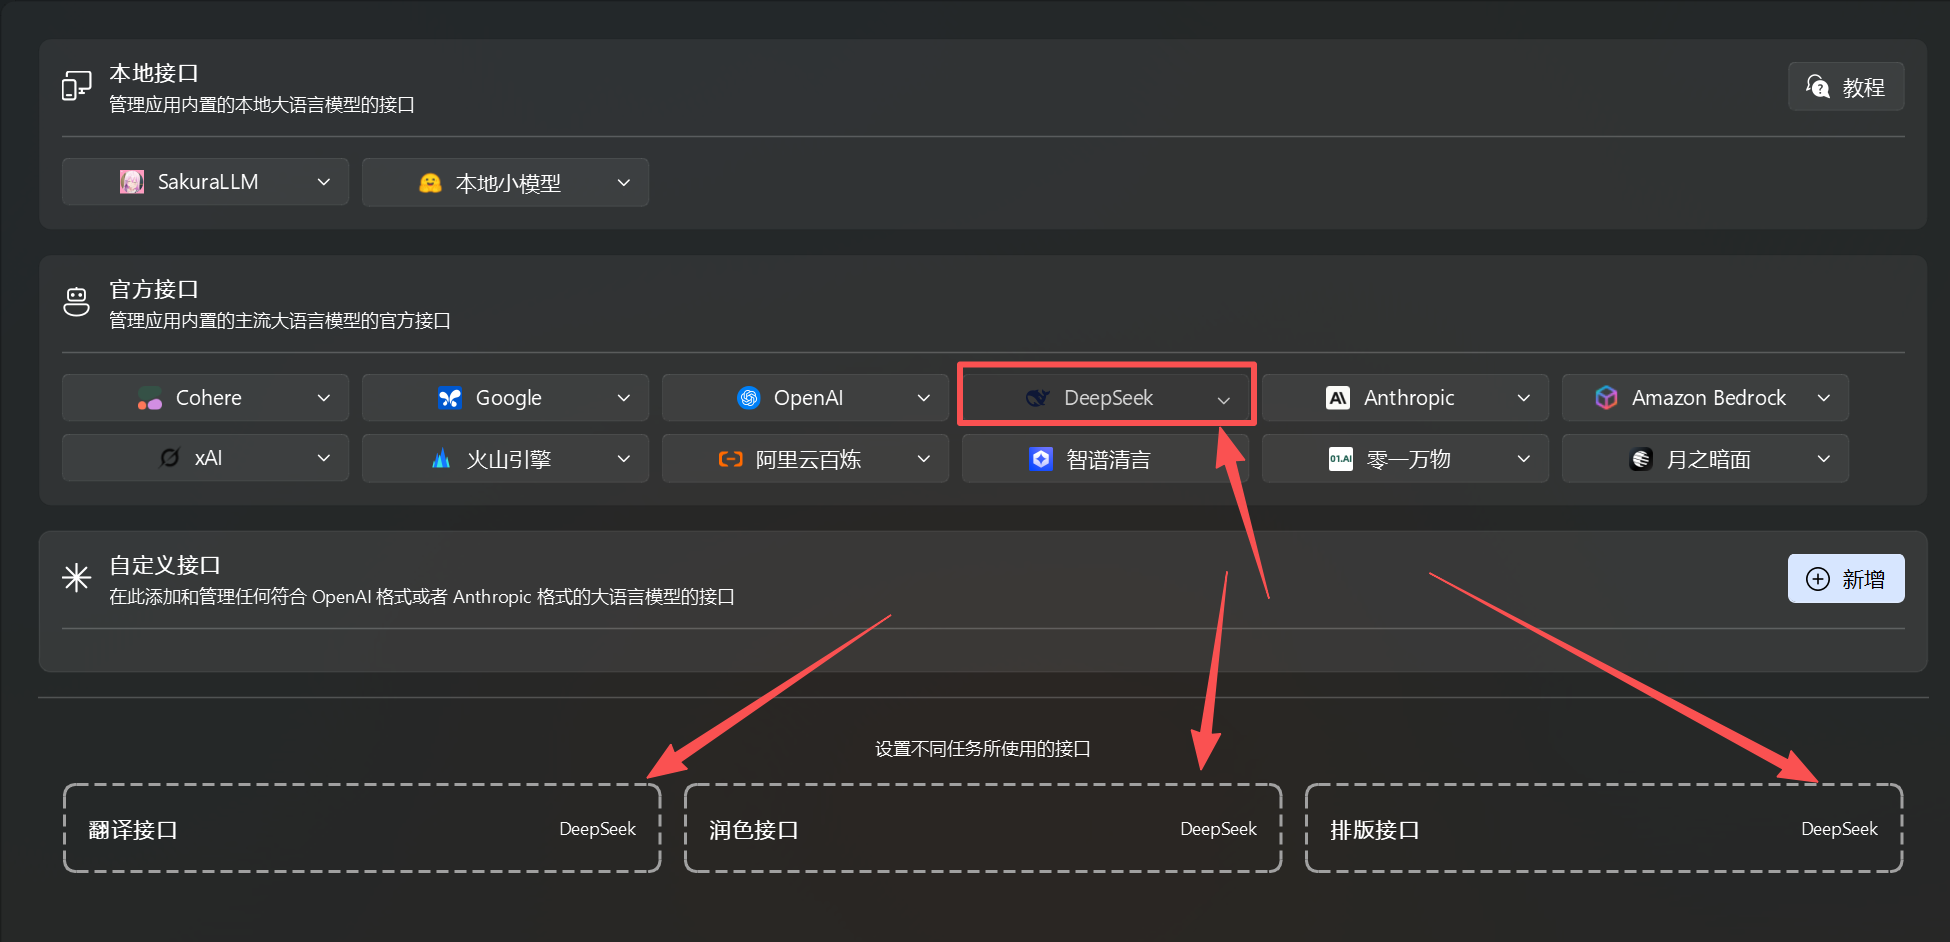 本地接口
管理应用内置的本地大语言模型的接口
教程
SakuraLLM
本地小模型
官方接口
管理应用内置的主流大语言模型的官方接口
Cohere
Google
OpenAI
DeepSeek
Anthropic
Amazon Bedrock
xAI
火山引擎
阿里云百炼
智谱清言
01.AI 零一万物
月之暗面
自定义接口
在此添加和管理任何符合 OpenAI 格式或者 Anthropic 格式的大语言模型的接口
新增
设置不同任务所使用的接口
翻译接口 DeepSeek
润色接口 DeepSeek
排版接口 DeepSeek